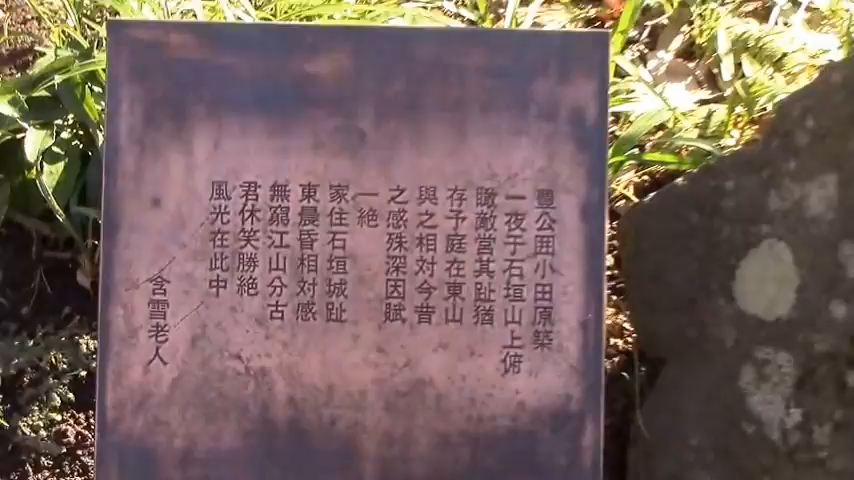 豊公囲小田原築
一夜于石垣山上俯
瞰敵営其趾猶
存予庭在東山
與之相対今昔
之感殊深因賦
一絶
家住石垣城趾
東晨昏相対感
無窮江山分古
君休笑勝絶
風光在此中
含雪老人